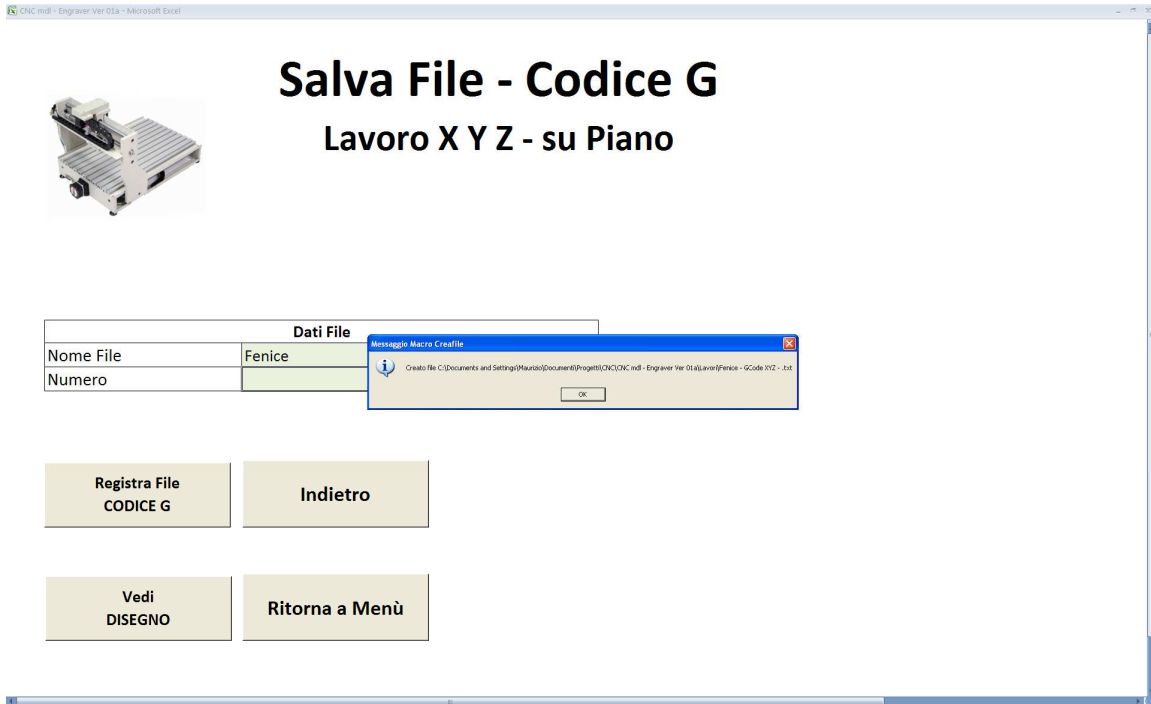 CNC mdl - Engraver Ver 01a - Microsoft Excel
Salva File - Codice G
Lavoro X Y Z - su Piano
Dati File
Nome File Fenice
Numero
Messaggio Macro Creafile
Creato file C:\Documents and Settings\Maurizio\Documenti\Progetti\CNC\CNC mdl - Engraver Ver 01a\Lavori\Fenice - GCode XYZ - .txt
OK
Registra File
CODICE G
Indietro
Vedi
DISEGNO
Ritorna a Menù